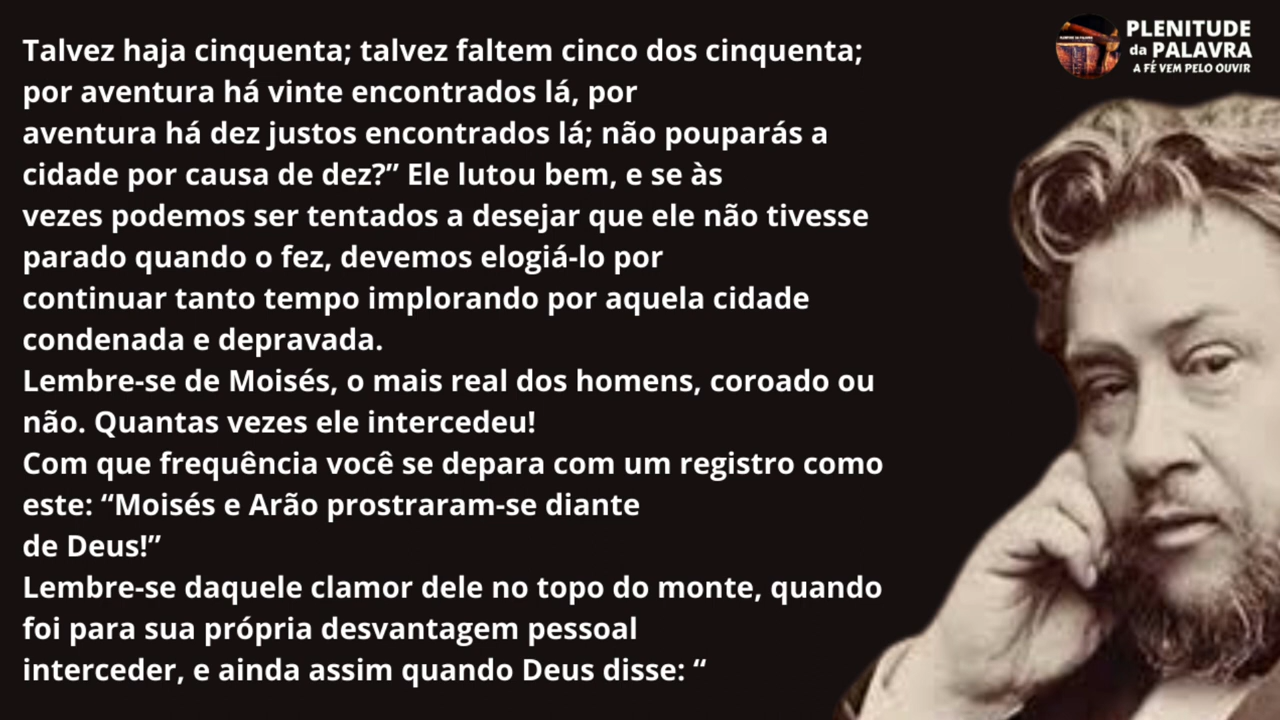 Talvez haja cinquenta; talvez faltem cinco dos cinquenta;
por aventura há vinte encontrados lá, por
aventura há dez justos encontrados lá; não pouparás a
cidade por causa de dez?” Ele lutou bem, e se às
vezes podemos ser tentados a desejar que ele não tivesse
parado quando o fez, devemos elogiá-lo por
continuar tanto tempo implorando por aquela cidade
condenada e depravada.
Lembre-se de Moisés, o mais real dos homens, coroado ou
não. Quantas vezes ele intercedeu!
Com que frequência você se depara com um registro como
este: “Moisés e Arão prostraram-se diante
de Deus!”
Lembre-se daquele clamor dele no topo do monte, quando
foi para sua própria desvantagem pessoal
interceder, e ainda assim quando Deus disse: “
PLENITUDE
da PALAVRA
A FÉ VEM PELO OUVIR